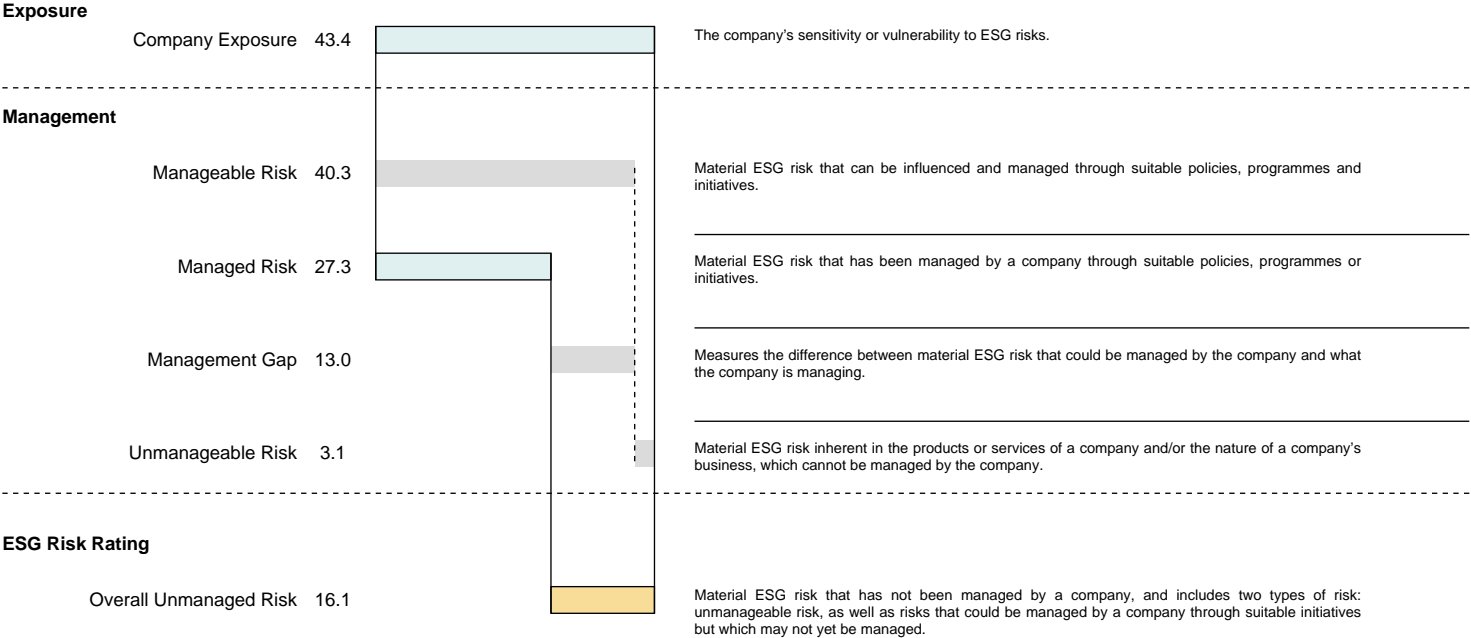 Exposure
Company Exposure 43.4
The company’s sensitivity or vulnerability to ESG risks.
Management
Manageable Risk 40.3
Material ESG risk that can be influenced and managed through suitable policies, programmes and
initiatives.
Managed Risk 27.3
Material ESG risk that has been managed by a company through suitable policies, programmes or
initiatives.
Management Gap 13.0
Measures the difference between material ESG risk that could be managed by the company and what
the company is managing.
Unmanageable Risk 3.1
Material ESG risk inherent in the products or services of a company and/or the nature of a company’s
business, which cannot be managed by the company.
ESG Risk Rating
Overall Unmanaged Risk 16.1
Material ESG risk that has not been managed by a company, and includes two types of risk:
unmanageable risk, as well as risks that could be managed by a company through suitable initiatives
but which may not yet be managed.